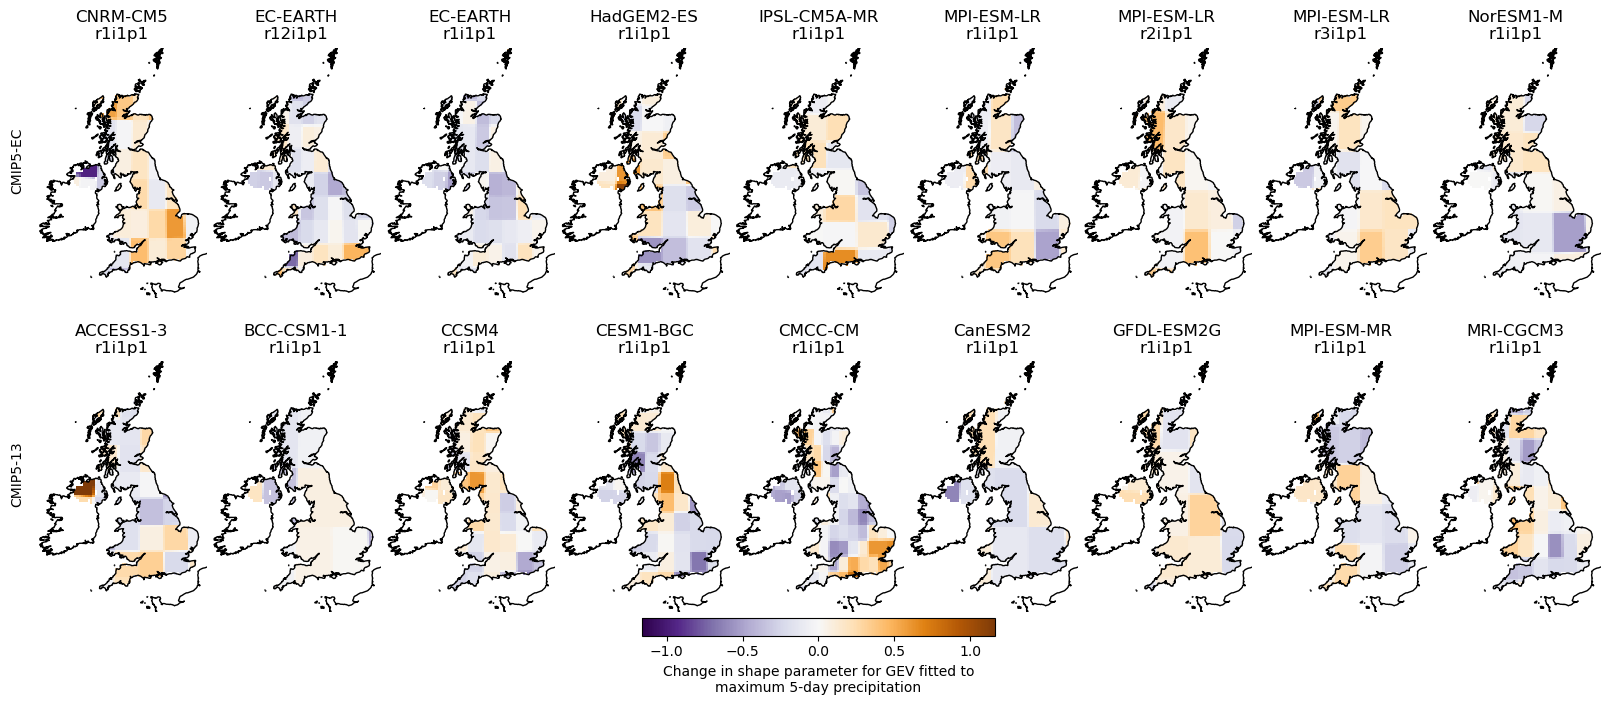 CNRM-CM5 EC-EARTH EC-EARTH HadGEM2-ES IPSL-CM5A-MR MPI-ESM-LR MPI-ESM-LR MPI-ESM-LR NorESM1-M
r1i1p1 r12i1p1 r1i1p1 r1i1p1 r1i1p1 r1i1p1 r2i1p1 r3i1p1 r1i1p1
CMIP5-EC
ACCESS1-3 BCC-CSM1-1 CCSM4 CESM1-BGC CMCC-CM CanESM2 GFDL-ESM2G MPI-ESM-MR MRI-CGCM3
r1i1p1 r1i1p1 r1i1p1 r1i1p1 r1i1p1 r1i1p1 r1i1p1 r1i1p1 r1i1p1
CMIP5-13
−1.0 −0.5 0.0 0.5 1.0
Change in shape parameter for GEV fitted to
maximum 5-day precipitation